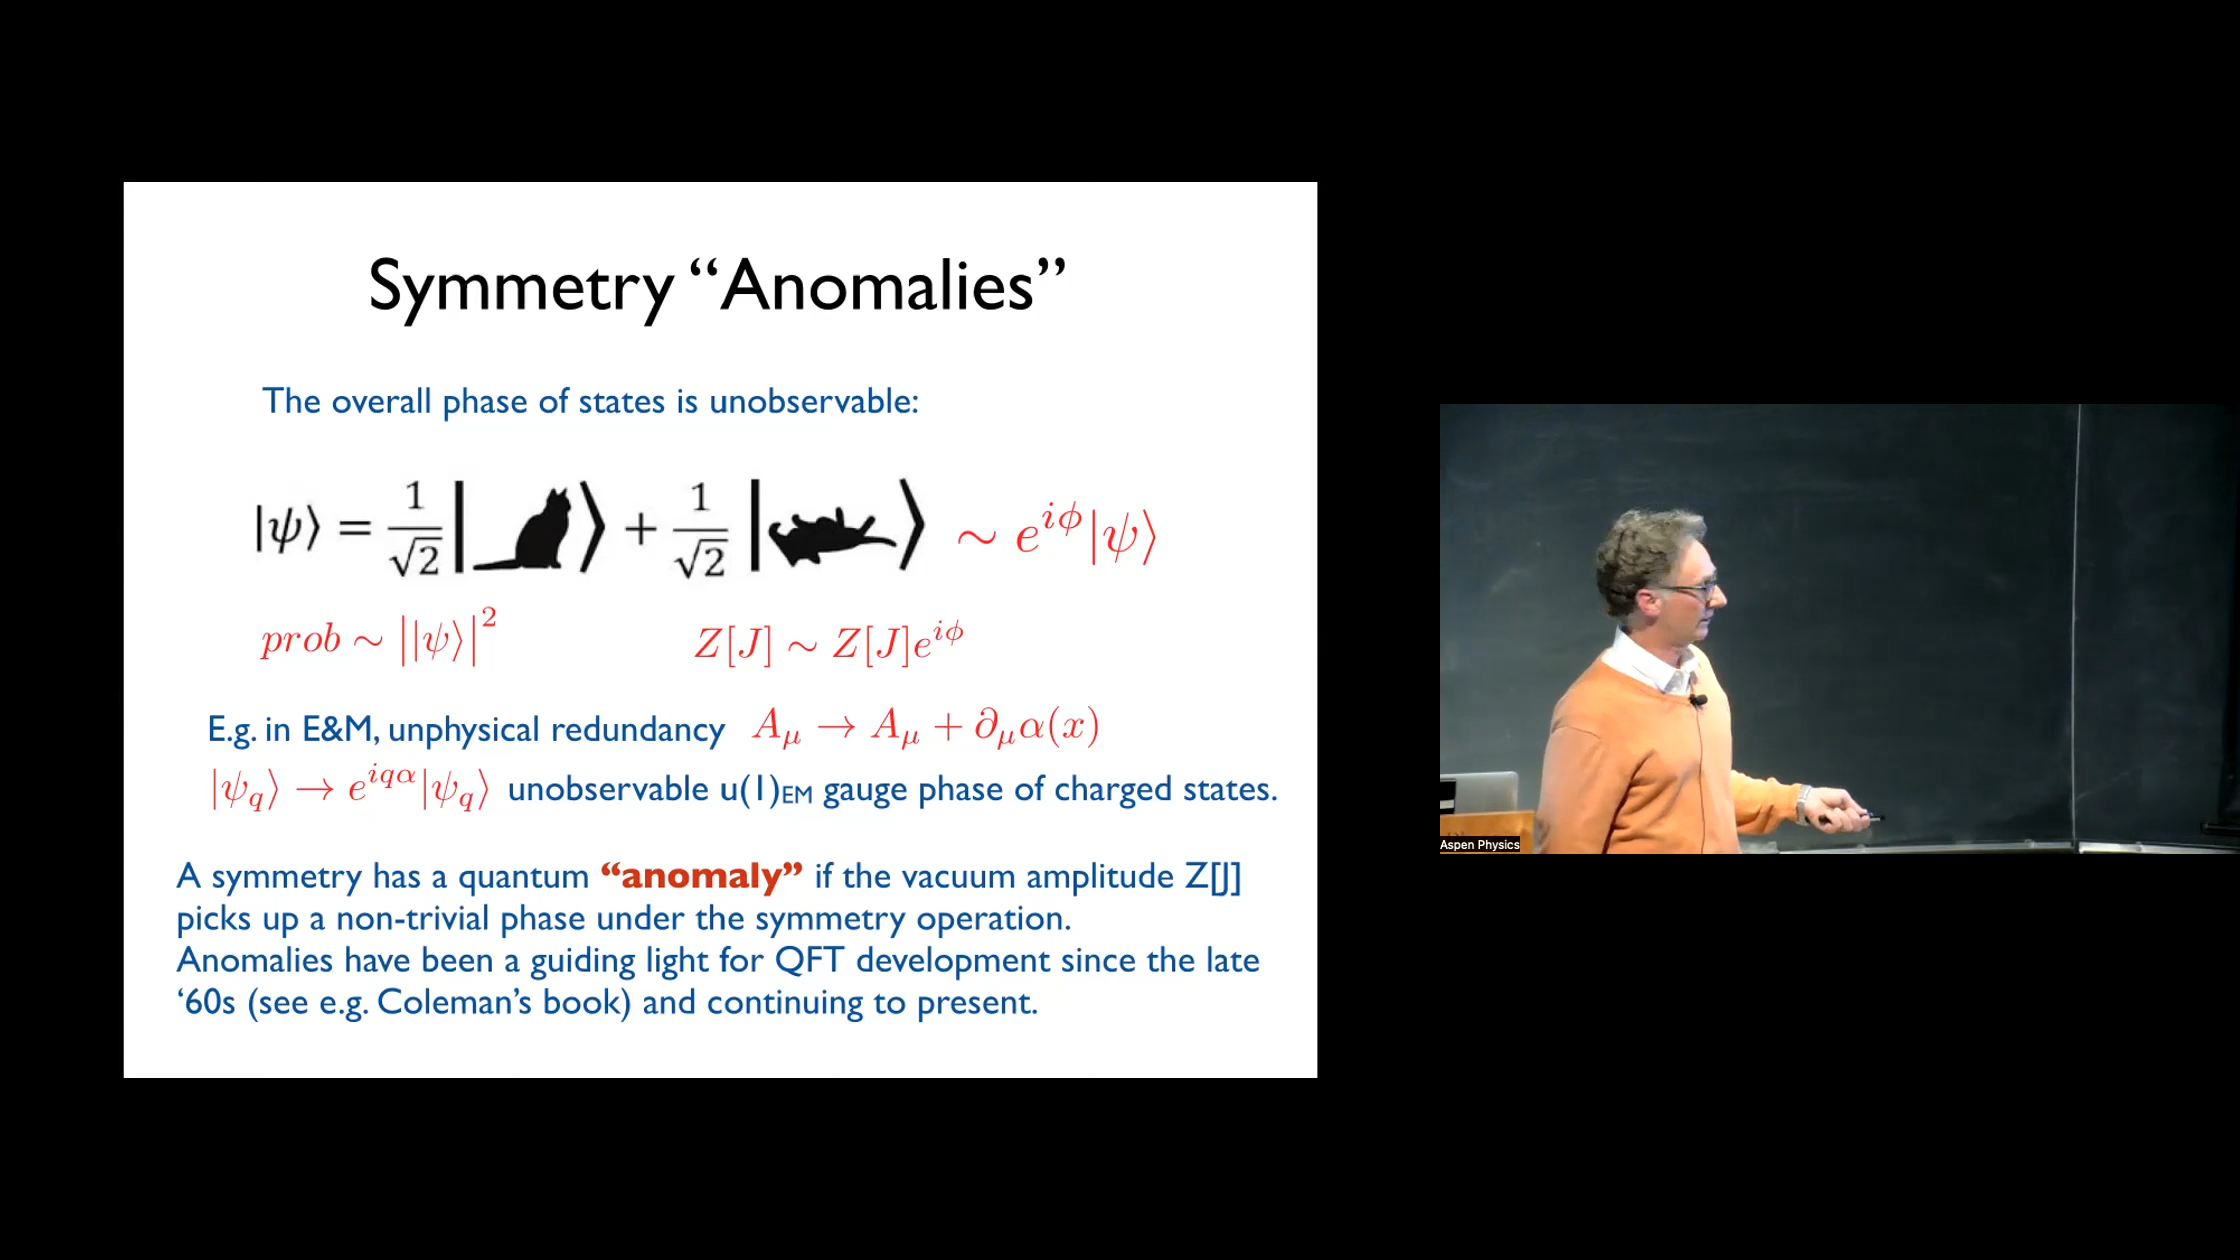 Symmetry “Anomalies”
The overall phase of states is unobservable:
|ψ⟩ = 1/√2 | ⟩ + 1/√2 | ⟩ ∼ e^{iϕ}|ψ⟩
prob ∼ ||ψ⟩|² Z[J] ∼ Z[J]e^{iϕ}
E.g. in E&M, unphysical redundancy A_μ → A_μ + ∂_μα(x)
|ψ_q⟩ → e^{iqα}|ψ_q⟩ unobservable u(1)EM gauge phase of charged states.
A symmetry has a quantum “anomaly” if the vacuum amplitude Z[J]
picks up a non-trivial phase under the symmetry operation.
Anomalies have been a guiding light for QFT development since the late
‘60s (see e.g. Coleman’s book) and continuing to present.
Aspen Physics